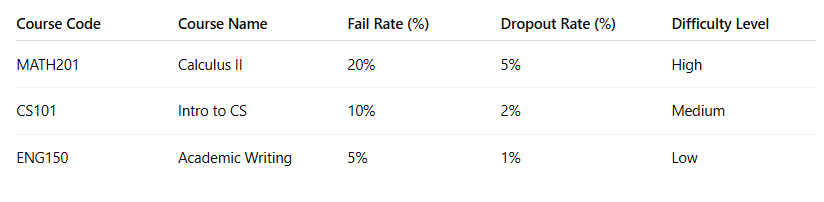 Course Code Course Name Fail Rate (%) Dropout Rate (%) Difficulty Level
MATH201 Calculus II 20% 5% High
CS101 Intro to CS 10% 2% Medium
ENG150 Academic Writing 5% 1% Low